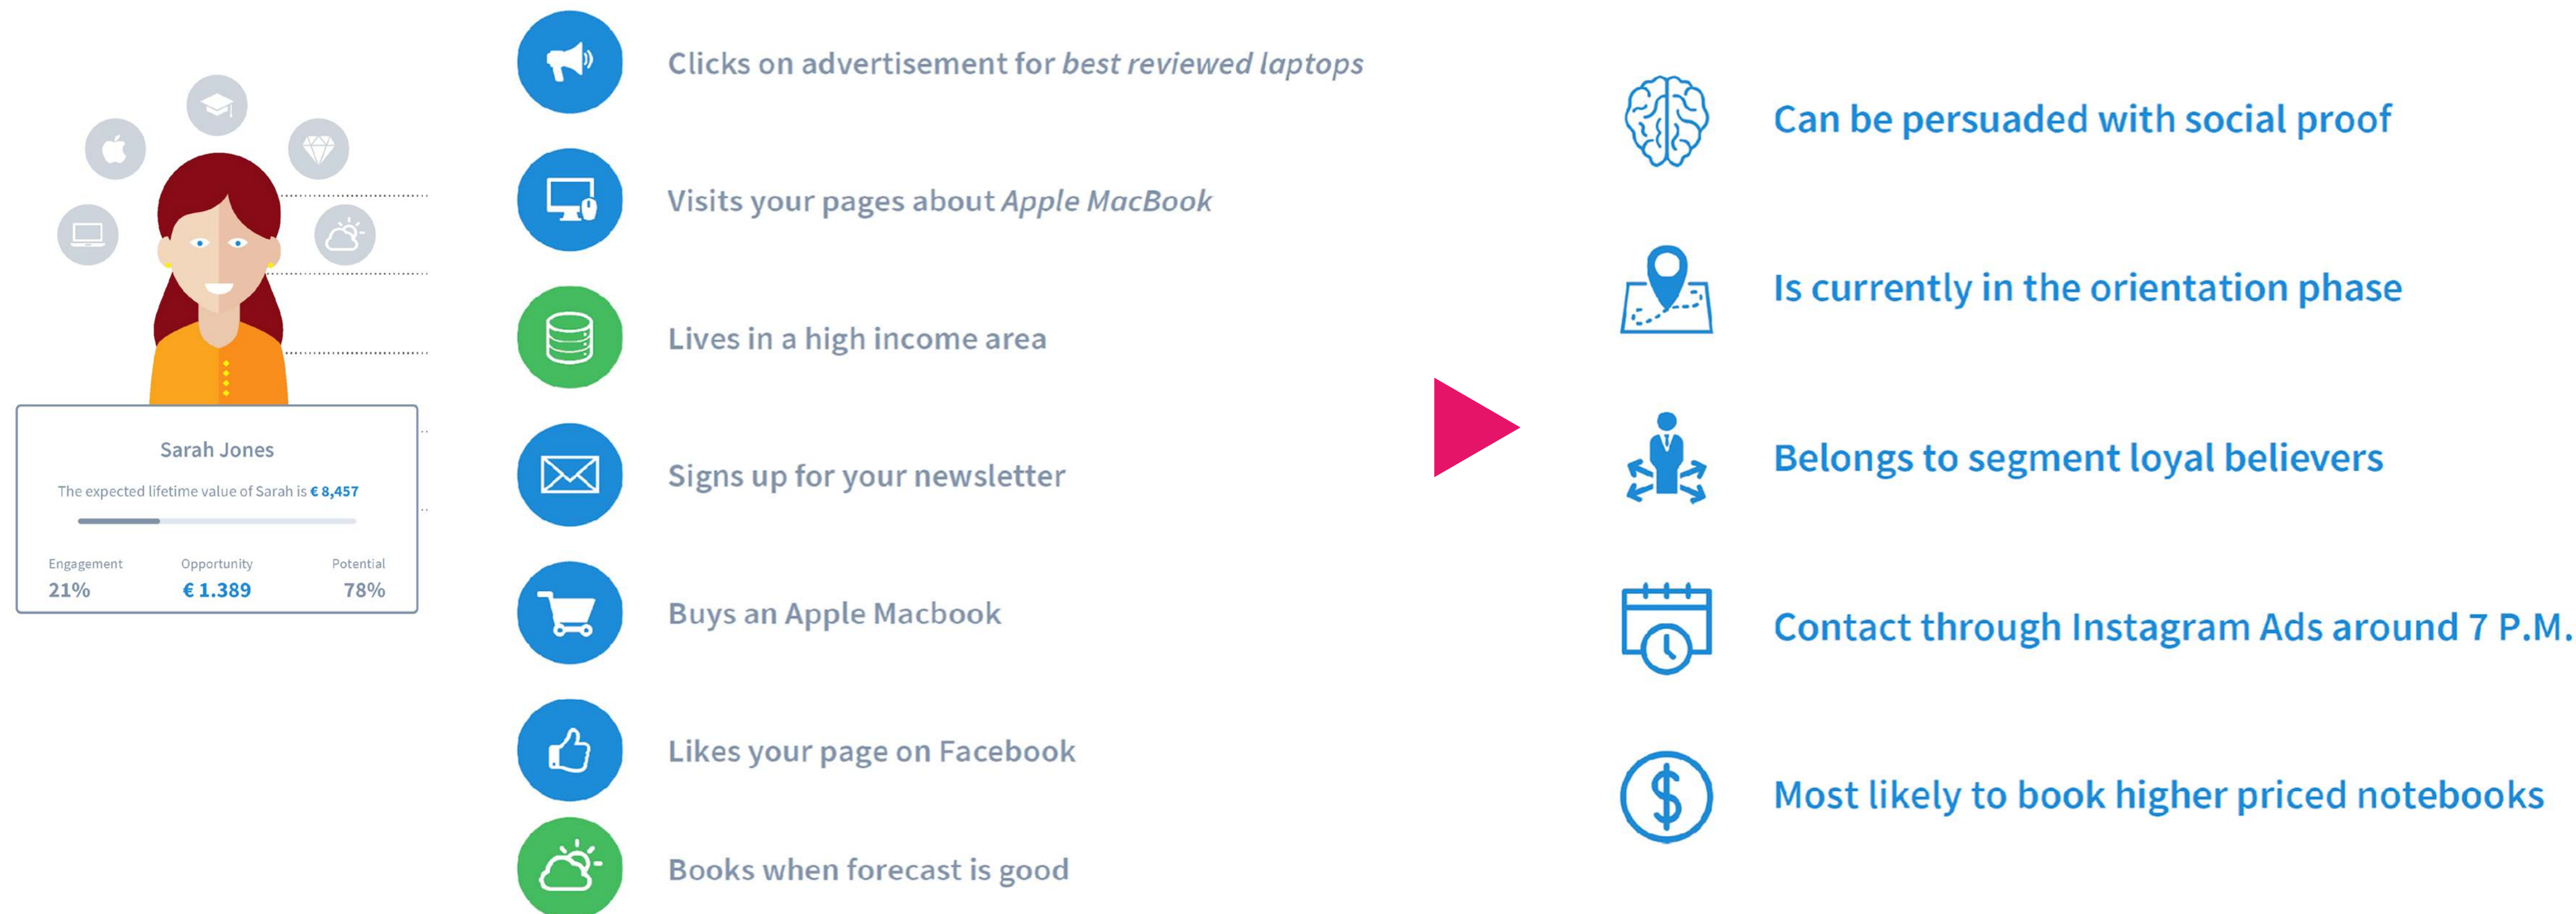 Sarah Jones
The expected lifetime value of Sarah is € 8,457
Engagement Opportunity Potential
21% € 1.389 78%
Clicks on advertisement for best reviewed laptops
Visits your pages about Apple MacBook
Lives in a high income area
Signs up for your newsletter
Buys an Apple Macbook
Likes your page on Facebook
Books when forecast is good
Can be persuaded with social proof
Is currently in the orientation phase
Belongs to segment loyal believers
Contact through Instagram Ads around 7 P.M.
Most likely to book higher priced notebooks